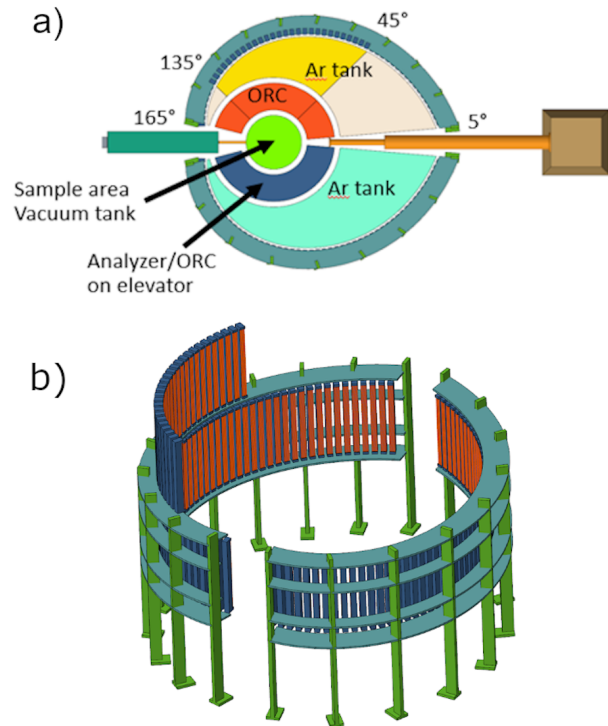 a)
45°
135°
Ar tank
ORC
165°
5°
Sample area
Vacuum tank
Ar tank
Analyzer/ORC
on elevator
b)